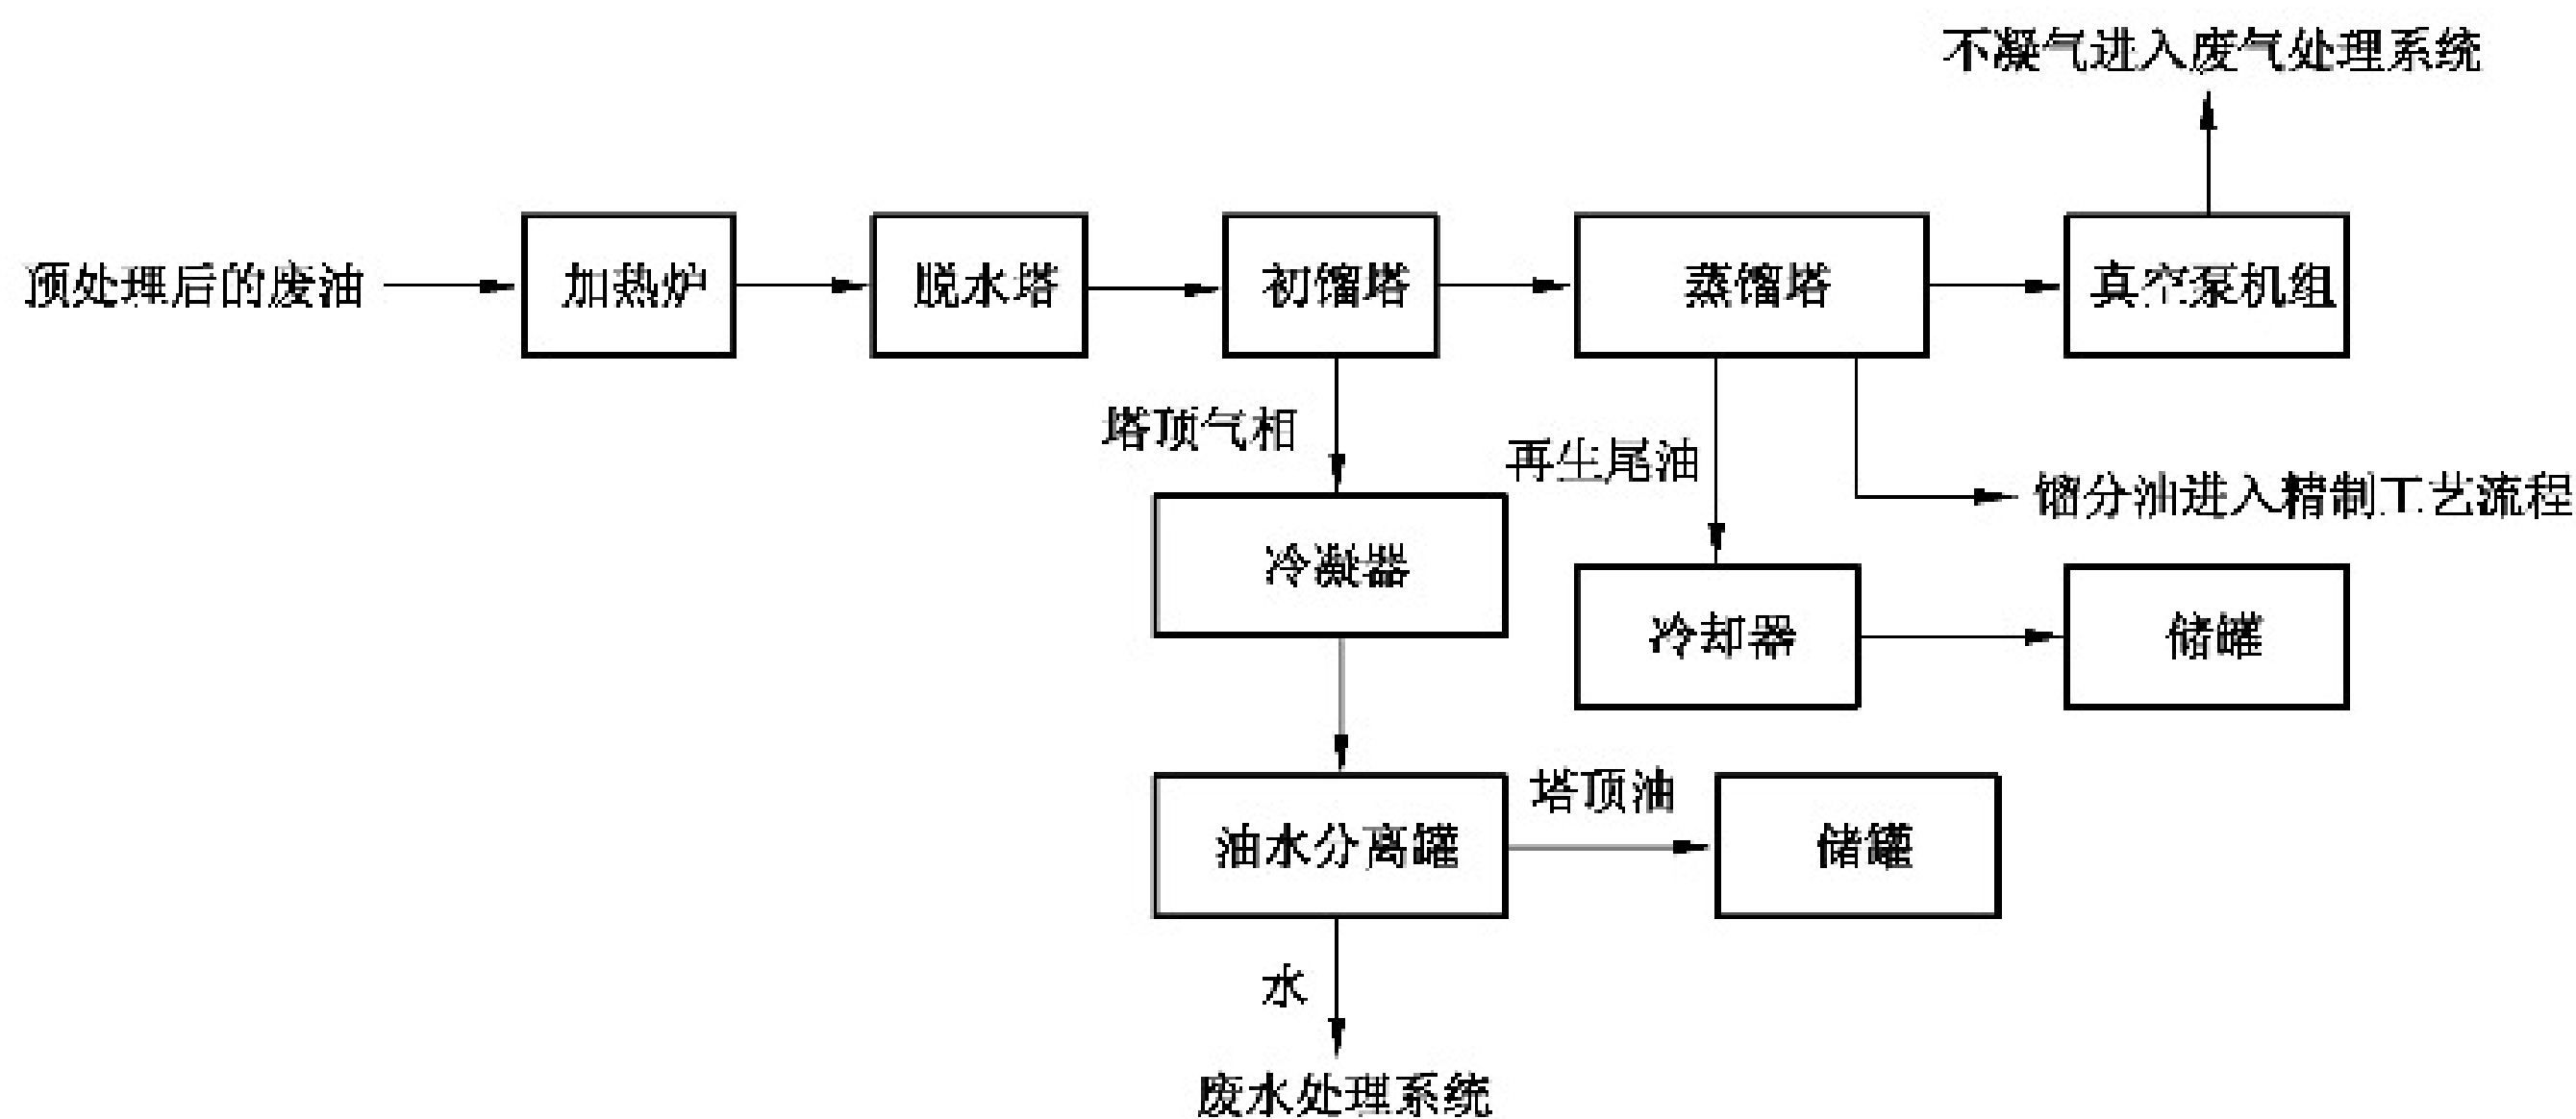 不凝气进入废气处理系统
预处理后的废油
加热炉
脱水塔
初馏塔
蒸馏塔
真空泵机组
塔顶气相
再生尾油
馏分油进入精制工艺流程
冷凝器
冷却器
储罐
塔顶油
油水分离罐
储罐
水
废水处理系统